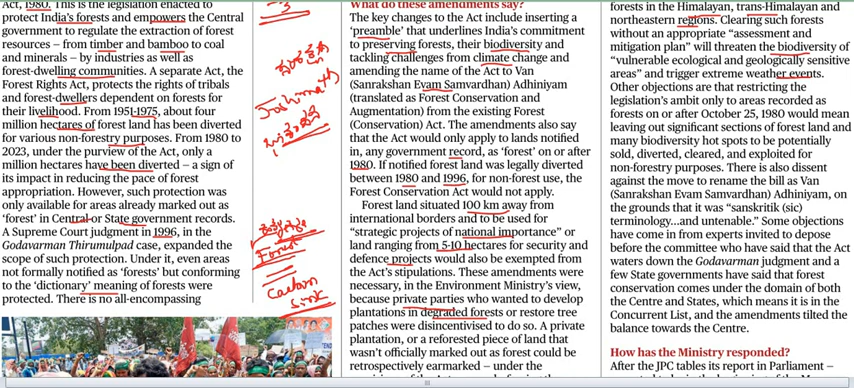 Act, 1980. This is the legislation enacted to
protect India's forests and empowers the Central
government to regulate the extraction of forest
resources – from timber and bamboo to coal
and minerals – by industries as well as
forest-dwelling communities. A separate Act, the
Forest Rights Act, protects the rights of tribals
and forest-dwellers dependent on forests for
their livelihood. From 1951-1975, about four
million hectares of forest land has been diverted
for various non-forestry purposes. From 1980 to
2023, under the purview of the Act, only a
million hectares have been diverted – a sign of
its impact in reducing the pace of forest
appropriation. However, such protection was
only available for areas already marked out as
'forest' in Central or State government records.
A Supreme Court judgment in 1996, in the
Godavarman Thirumulpad case, expanded the
scope of such protection. Under it, even areas
not formally notified as 'forests' but conforming
to the 'dictionary' meaning of forests were
protected. There is no all-encompassing
Joshimath
Forest
Carbon
Sink
What do these amendments say?
The key changes to the Act include inserting a
'preamble' that underlines India's commitment
to preserving forests, their biodiversity and
tackling challenges from climate change and
amending the name of the Act to Van
(Sanrakshan Evam Samvardhan) Adhiniyam
(translated as Forest Conservation and
Augmentation) from the existing Forest
(Conservation) Act. The amendments also say
that the Act would only apply to lands notified
in, any government record, as 'forest' on or after
1980. If notified forest land was legally diverted
between 1980 and 1996, for non-forest use, the
Forest Conservation Act would not apply.
Forest land situated 100 km away from
international borders and to be used for
“strategic projects of national importance” or
land ranging from 5-10 hectares for security and
defence projects would also be exempted from
the Act's stipulations. These amendments were
necessary, in the Environment Ministry's view,
because private parties who wanted to develop
plantations in degraded forests or restore tree
patches were disincentivised to do so. A private
plantation, or a reforested piece of land that
wasn't officially marked out as forest could be
retrospectively earmarked – under the
forests in the Himalayan, trans-Himalayan and
northeastern regions. Clearing such forests
without an appropriate “assessment and
mitigation plan” will threaten the biodiversity of
“vulnerable ecological and geologically sensitive
areas” and trigger extreme weather events.
Other objections are that restricting the
legislation's ambit only to areas recorded as
forests on or after October 25, 1980 would mean
leaving out significant sections of forest land and
many biodiversity hot spots to be potentially
sold, diverted, cleared, and exploited for
non-forestry purposes. There is also dissent
against the move to rename the bill as Van
(Sanrakshan Evam Samvardhan) Adhiniyam, on
the grounds that it was “sanskritik (sic)
terminology...and untenable.” Some objections
have come in from experts invited to depose
before the committee who have said that the Act
waters down the Godavarman judgment and a
few State governments have said that forest
conservation comes under the domain of both
the Centre and States, which means it is in the
Concurrent List, and the amendments tilted the
balance towards the Centre.
How has the Ministry responded?
After the JPC tables its report in Parliament –